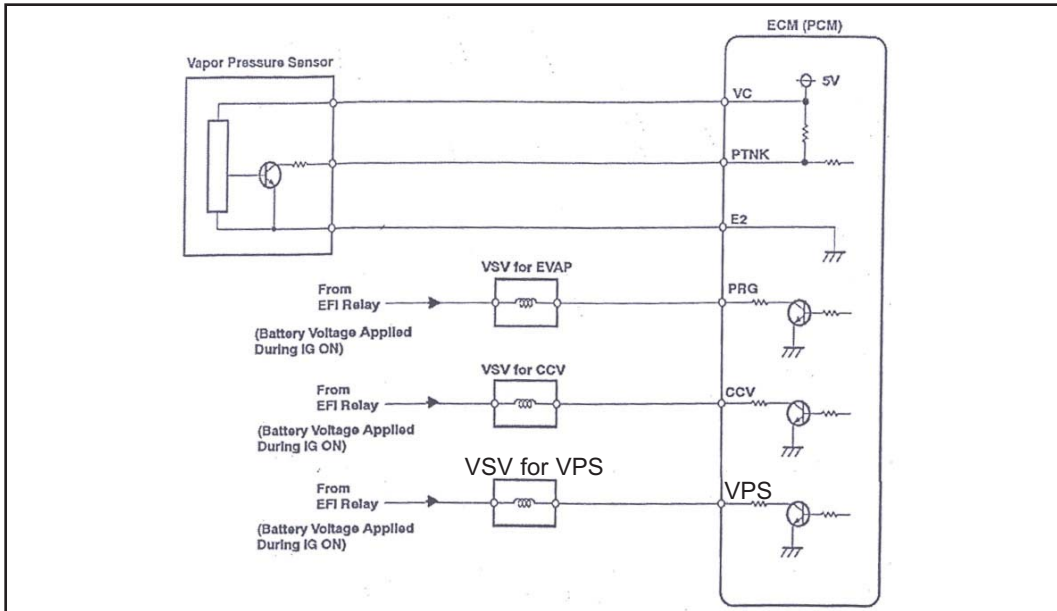 ECM (PCM)
Vapor Pressure Sensor
5V
VC
PTNK
E2
VSV for EVAP
From
EFI Relay
PRG
(Battery Voltage Applied
During IG ON)
VSV for CCV
From
EFI Relay
CCV
(Battery Voltage Applied
During IG ON)
VSV for VPS
From
EFI Relay
VPS
(Battery Voltage Applied
During IG ON)